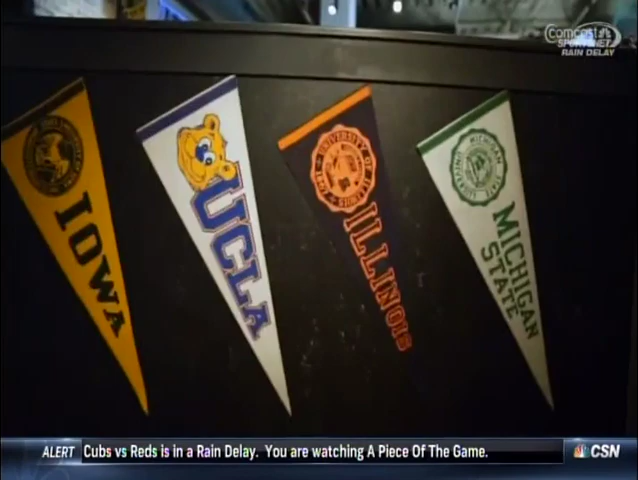 Comcast
SPORTSNET
RAIN DELAY
IOWA
UCLA
UNIVERSITY OF ILLINOIS
ILLINOIS
MICHIGAN STATE
MICHIGAN
STATE
ALERT Cubs vs Reds is in a Rain Delay. You are watching A Piece Of The Game. CSN